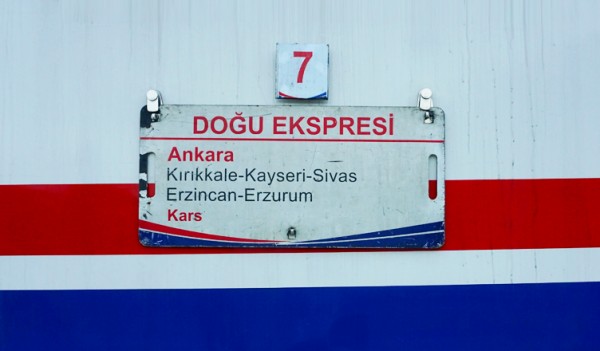 7
DOĞU EKSPRESİ
Ankara
Kırıkkale-Kayseri-Sivas
Erzincan-Erzurum
Kars